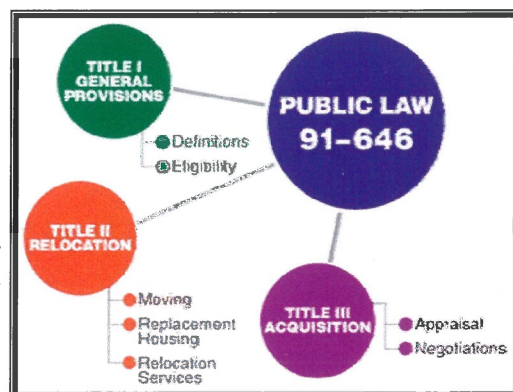 TITLE I
GENERAL
PROVISIONS
PUBLIC LAW
91-646
Definitions
Eligibility
TITLE II
RELOCATION
Moving
Replacement
Housing
Relocation
Services
TITLE III
ACQUISITION
Appraisal
Negotiations